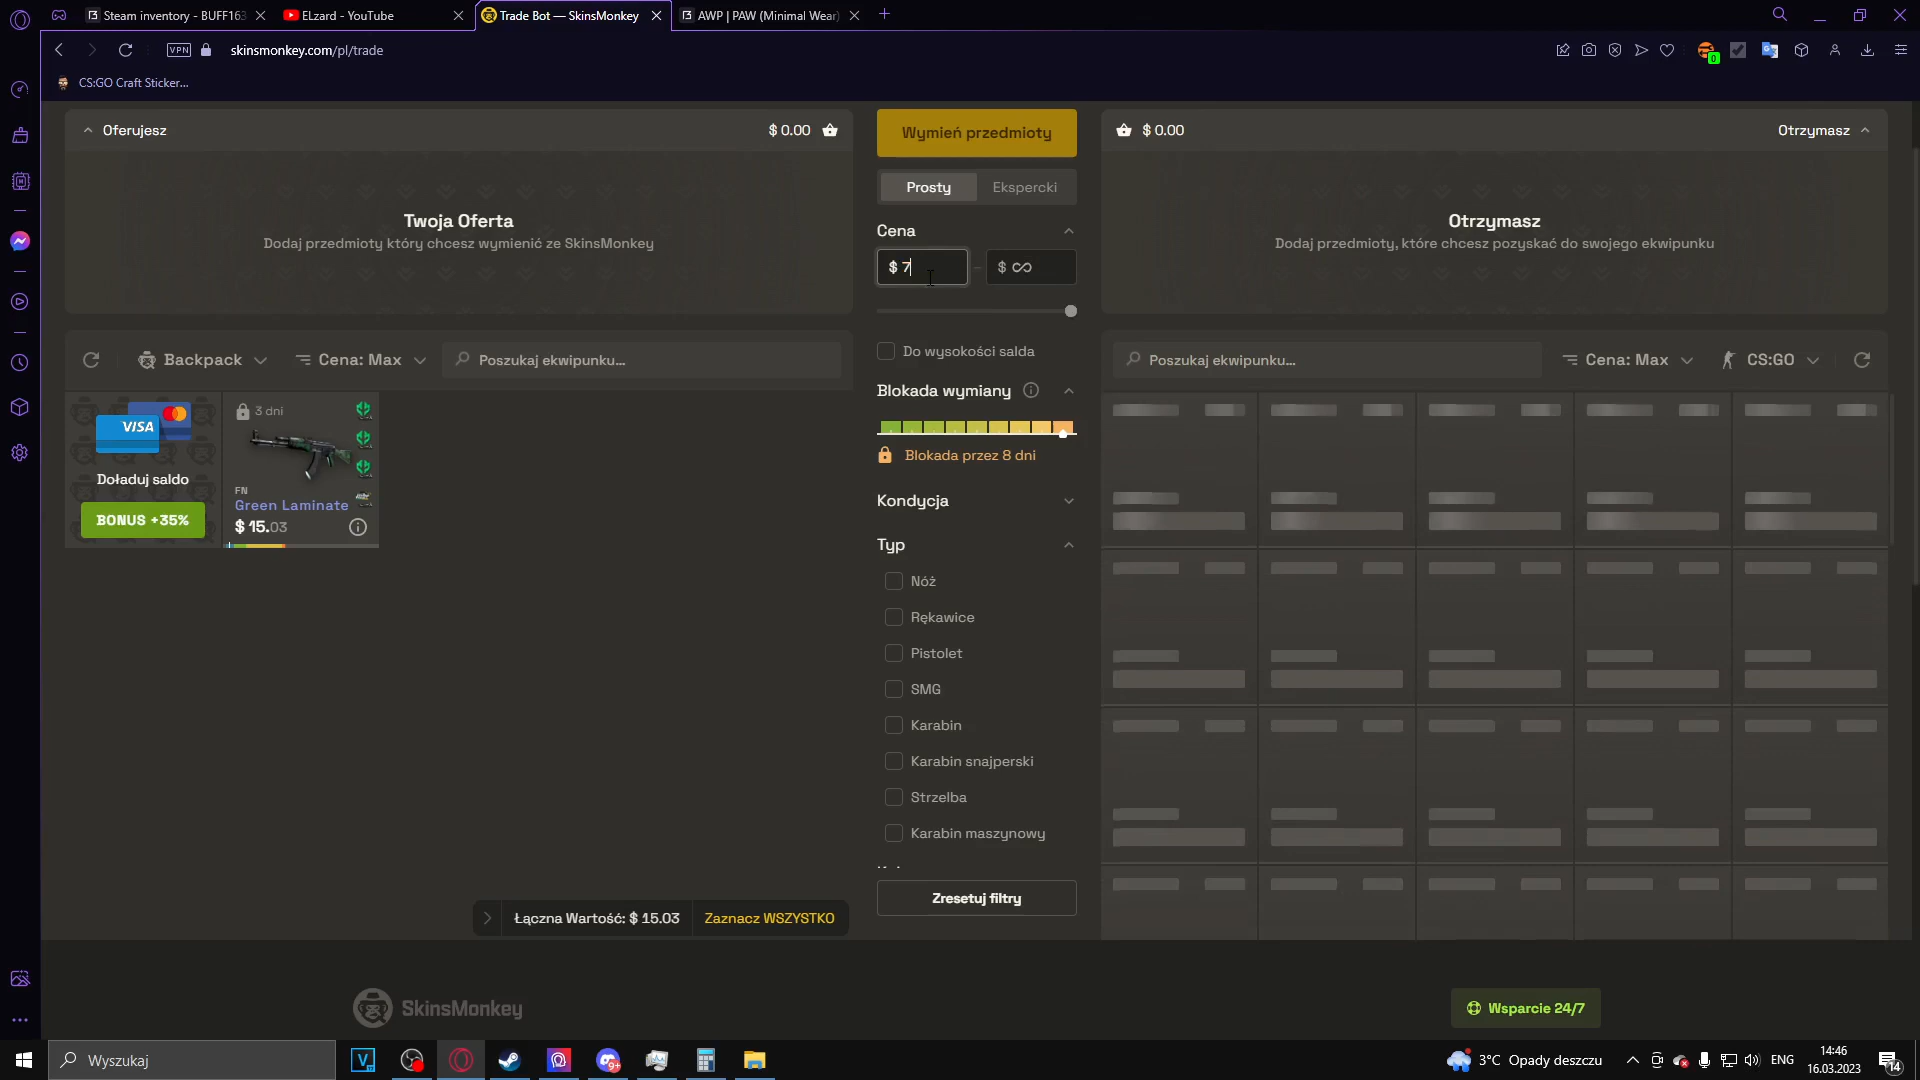 Steam inventory - BUFF163
ELzard - YouTube
Trade Bot — SkinsMonkey
AWP | PAW (Minimal Wear)
VPN
skinsmonkey.com/pl/trade
0
CS:GO Craft Sticker...
Oferujesz
$ 0.00
Wymień przedmioty
$ 0.00
Otrzymasz
Prosty
Ekspercki
Twoja Oferta
Dodaj przedmioty który chcesz wymienić ze SkinsMonkey
Otrzymasz
Dodaj przedmioty, które chcesz pozyskać do swojego ekwipunku
Cena
$ 7
$ ∞
Backpack
Cena: Max
Poszukaj ekwipunku...
Do wysokości salda
Poszukaj ekwipunku...
Cena: Max
CS:GO
Blokada wymiany
Blokada przez 8 dni
VISA
Doładuj saldo
BONUS +35%
3 dni
FN
Green Laminate
$ 15.03
Kondycja
Typ
Nóż
Rękawice
Pistolet
SMG
Karabin
Karabin snajperski
Strzelba
Karabin maszynowy
Zresetuj filtry
Łączna Wartość: $ 15.03
Zaznacz WSZYSTKO
SkinsMonkey
Wsparcie 24/7
Wyszukaj
V
9+
3°C Opady deszczu
ENG
14:46
16.03.2023
14